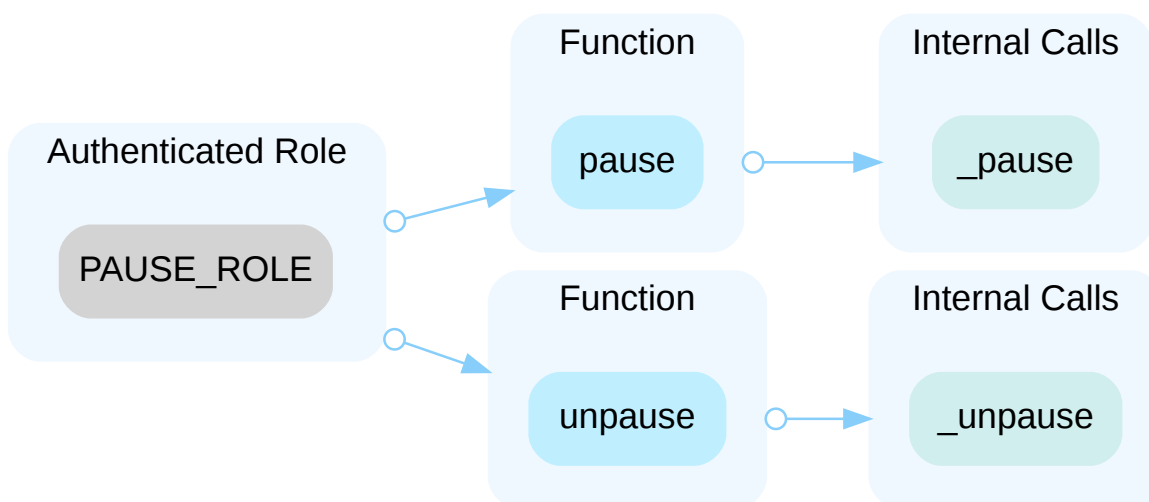 Authenticated Role
PAUSE_ROLE
Function
pause
Internal Calls
_pause
Function
unpause
Internal Calls
_unpause